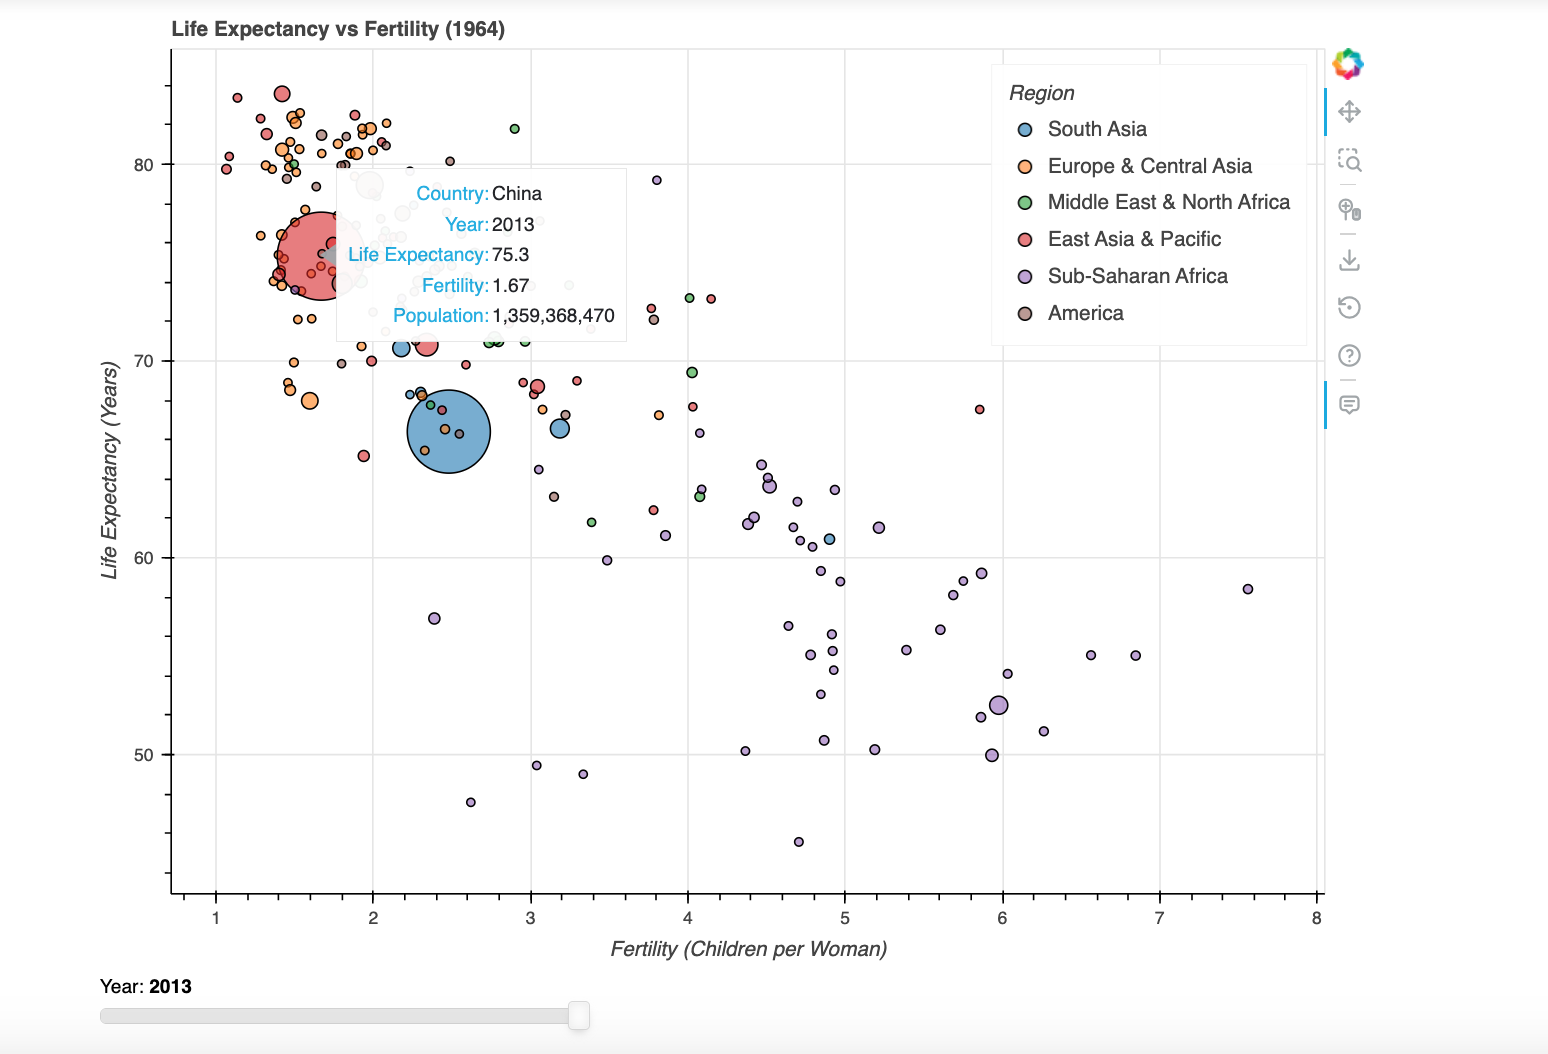 Life Expectancy vs Fertility (1964)
Region
South Asia
Europe & Central Asia
Middle East & North Africa
East Asia & Pacific
Sub-Saharan Africa
America
Country: China
Year: 2013
Life Expectancy: 75.3
Fertility: 1.67
Population: 1,359,368,470
80
70
60
50
Life Expectancy (Years)
1 2 3 4 5 6 7 8
Fertility (Children per Woman)
Year: 2013